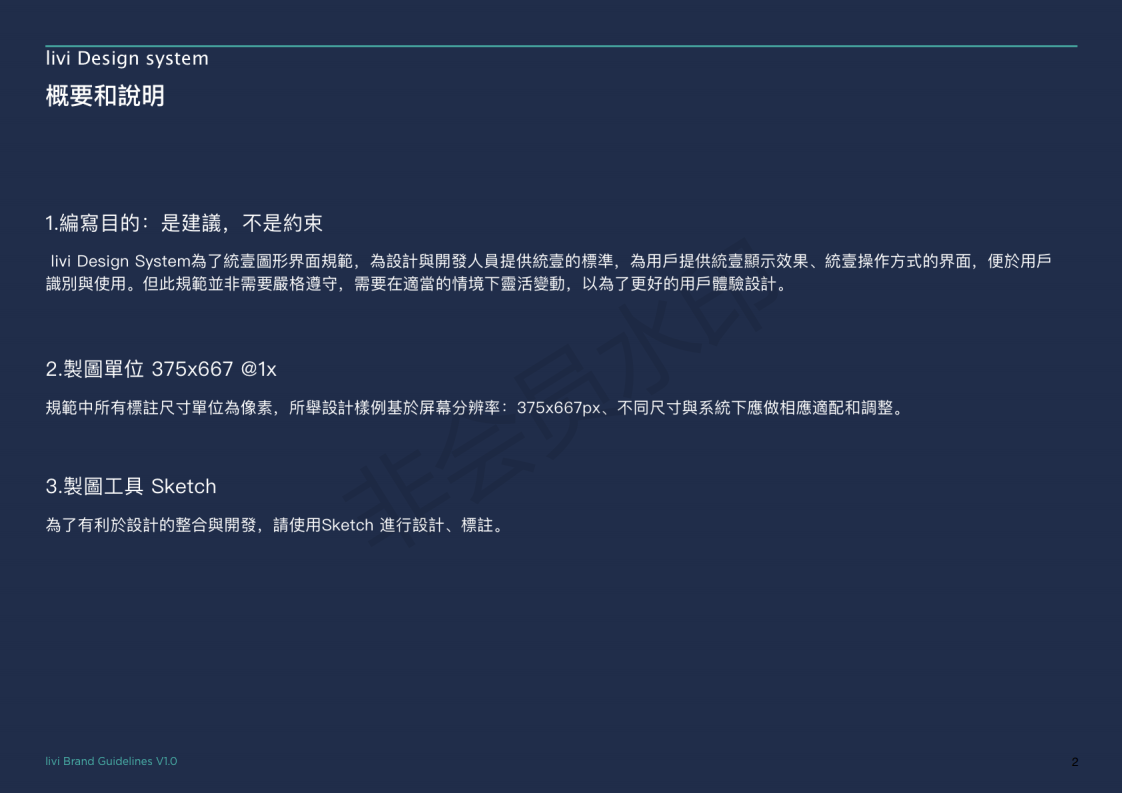 livi Design system
概要和說明
1.編寫目的：是建議，不是約束
livi Design System為了統壹圖形界面規範，為設計與開發人員提供統壹的標準，為用戶提供統壹顯示效果、統壹操作方式的界面，便於用戶
識別與使用。但此規範並非需要嚴格遵守，需要在適當的情境下靈活變動，以為了更好的用戶體驗設計。
2.製圖單位 375x667 @1x
規範中所有標註尺寸單位為像素，所舉設計樣例基於屏幕分辨率：375x667px、不同尺寸與系統下應做相應適配和調整。
3.製圖工具 Sketch
為了有利於設計的整合與開發，請使用Sketch 進行設計、標註。
非会员水印
livi Brand Guidelines V1.0
2